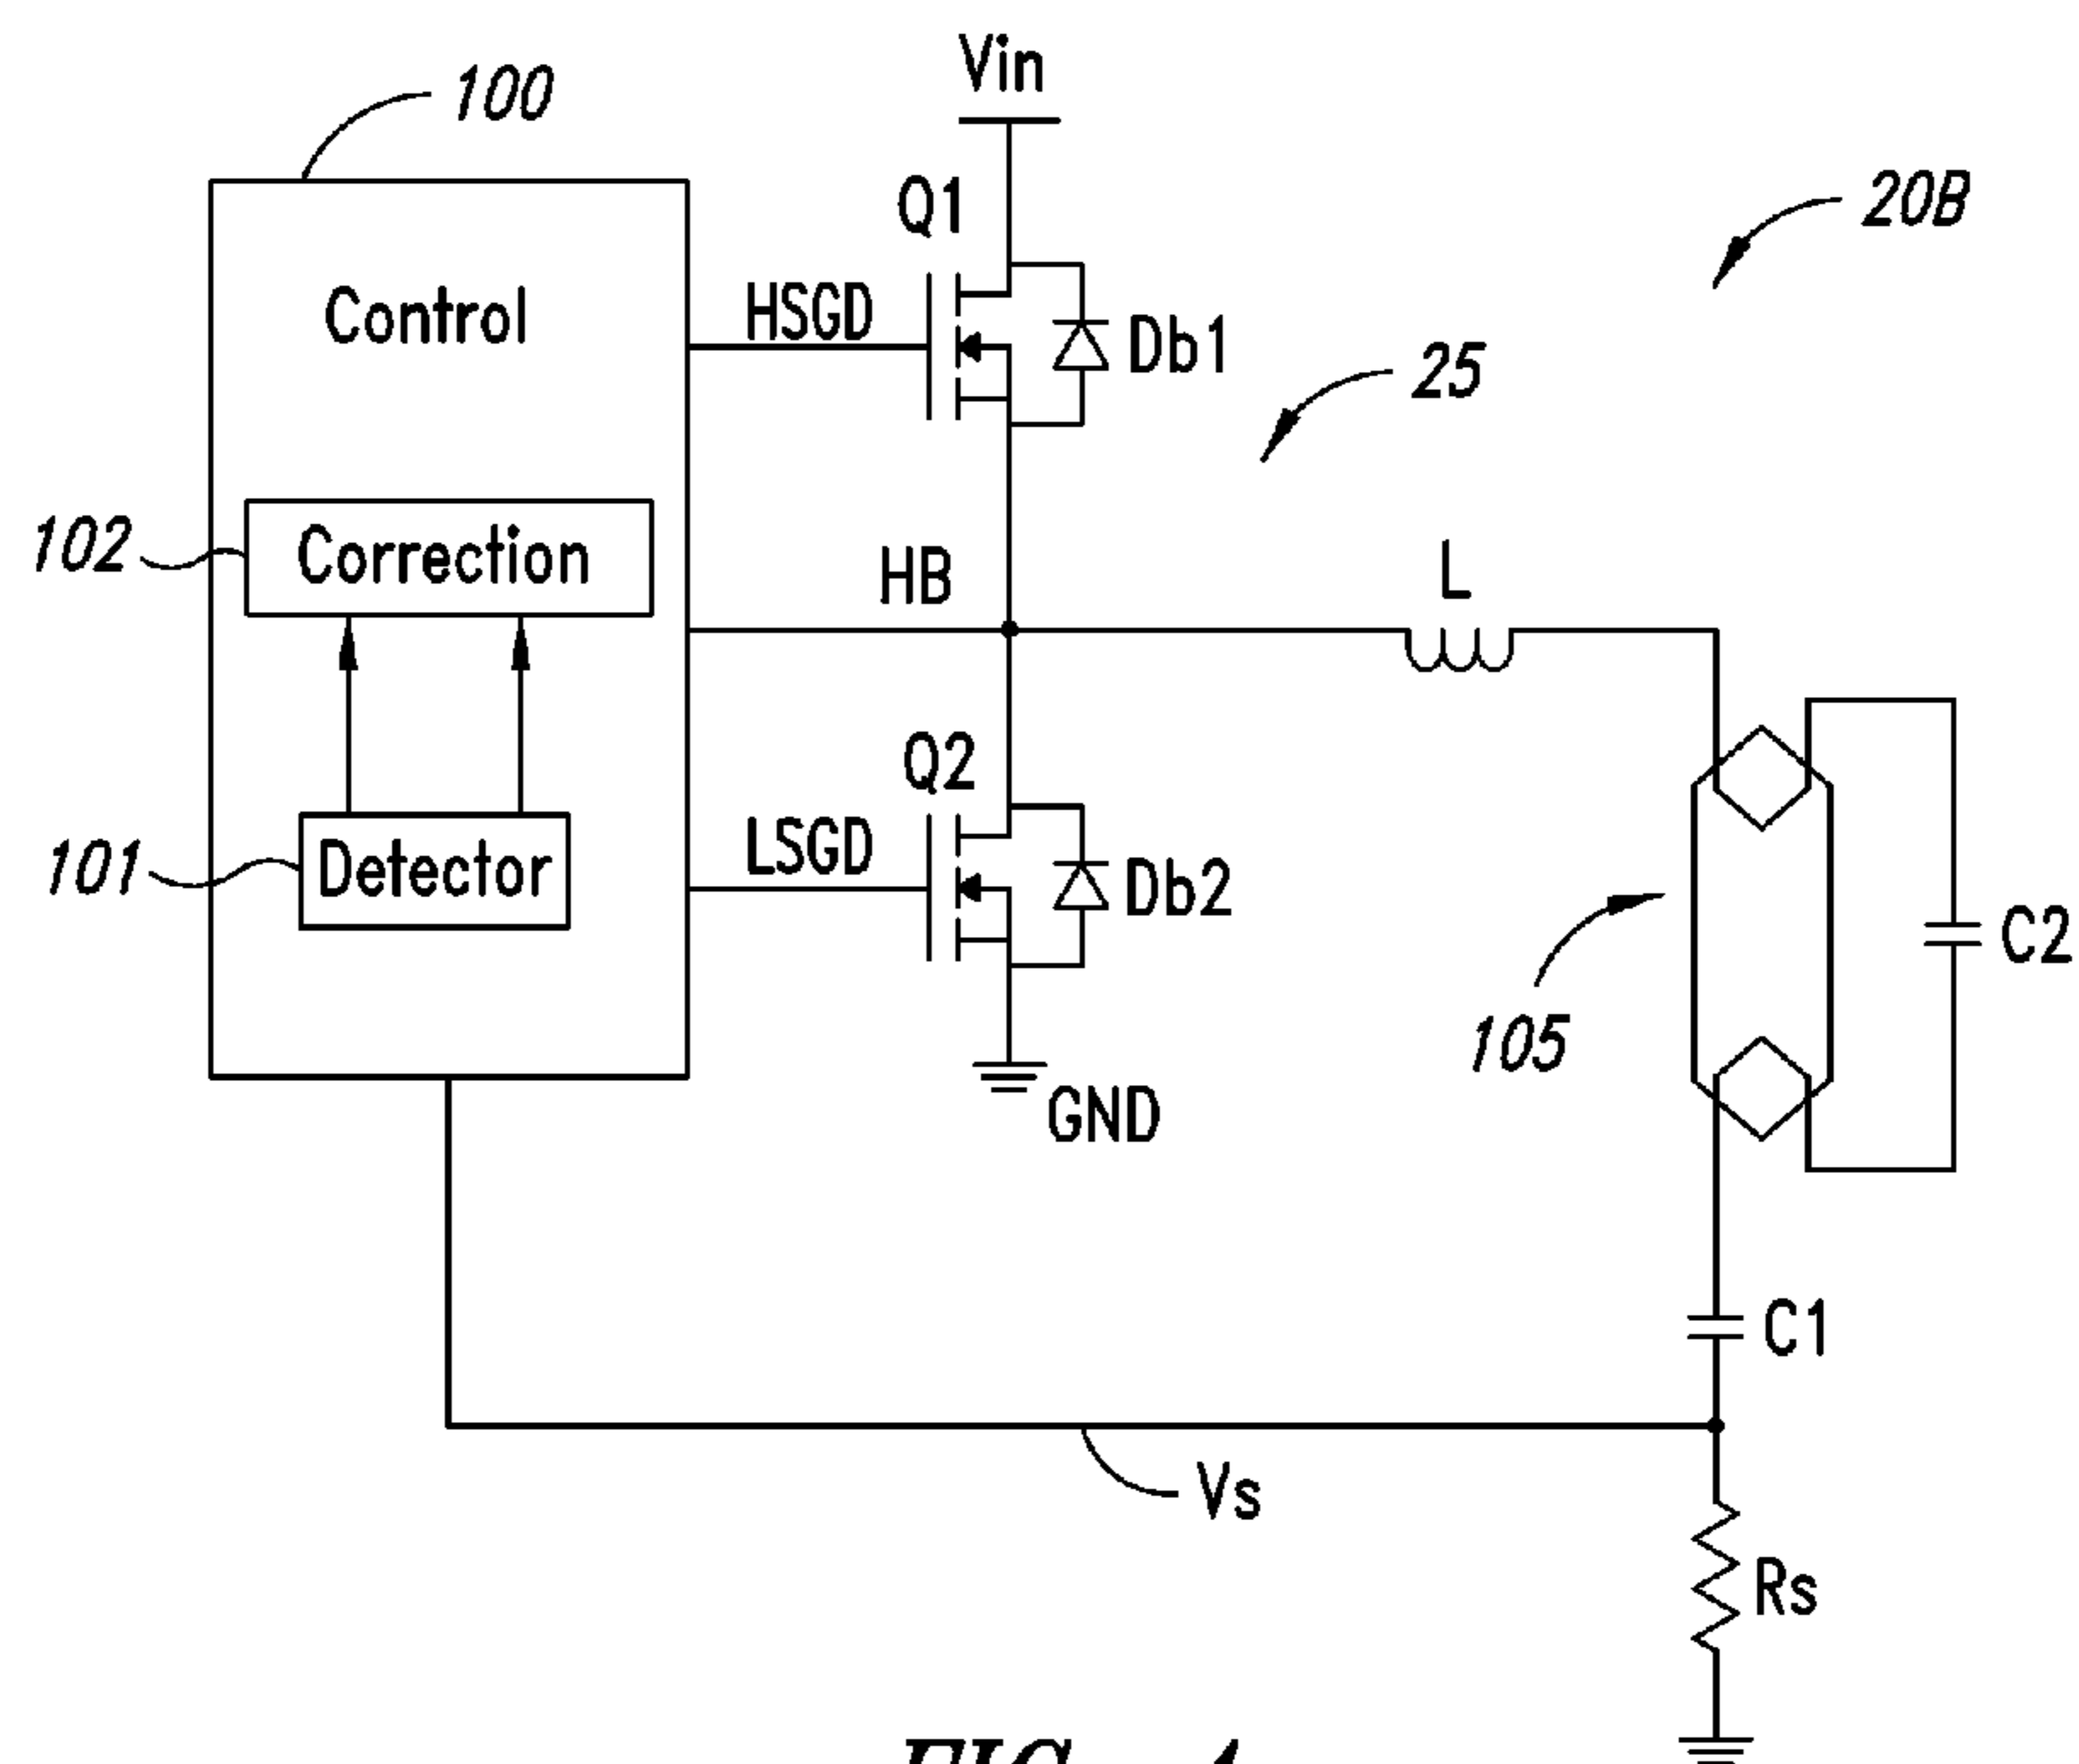 Vin
100
Q1
20B
Control
HSGD
Db1
25
102
Correction
HB
L
Q2
101
Detector
LSGD
Db2
C2
105
GND
C1
Vs
Rs